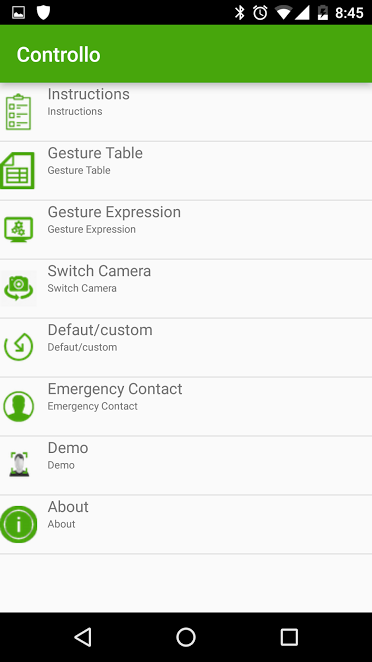 8:45
Controllo
Instructions
Instructions
Gesture Table
Gesture Table
Gesture Expression
Gesture Expression
Switch Camera
Switch Camera
Defaut/custom
Defaut/custom
Emergency Contact
Emergency Contact
Demo
Demo
About
About